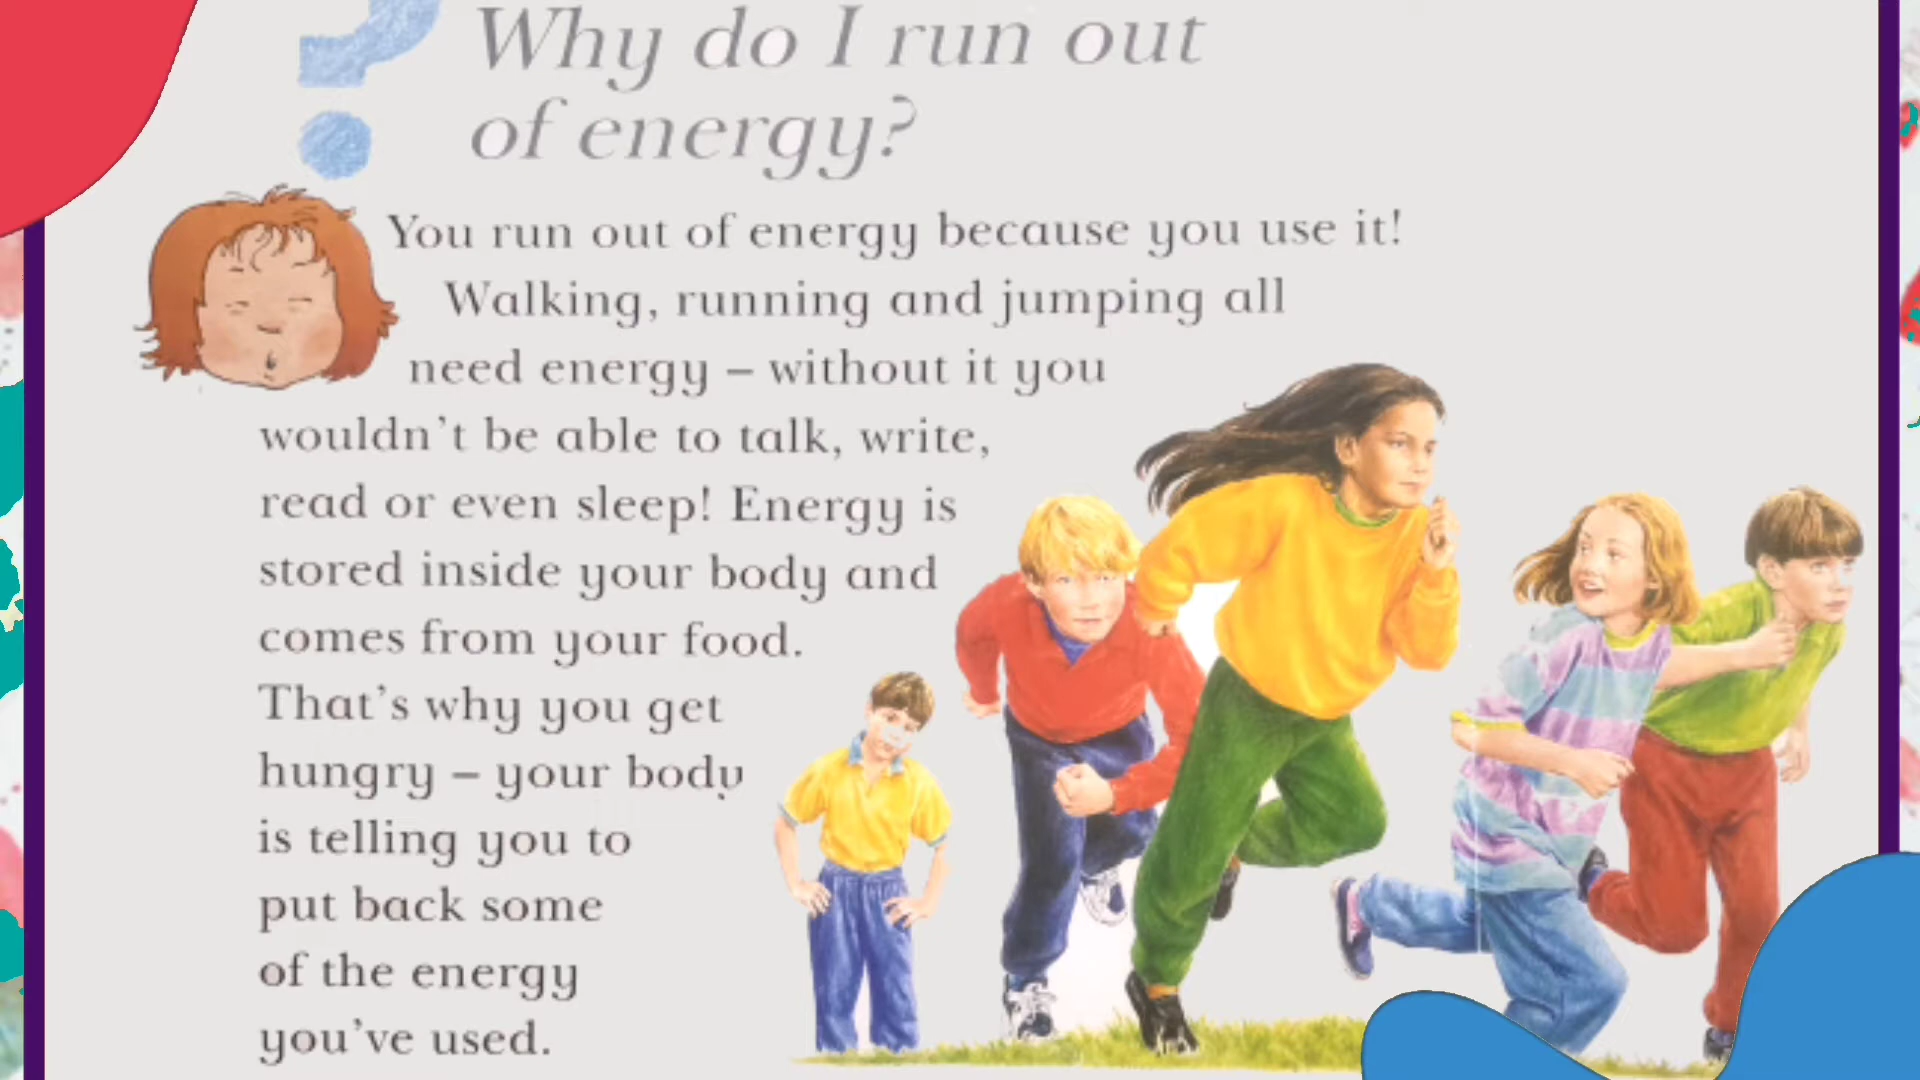 Why do I run out
of energy?
You run out of energy because you use it!
Walking, running and jumping all
need energy – without it you
wouldn't be able to talk, write,
read or even sleep! Energy is
stored inside your body and
comes from your food.
That's why you get
hungry – your body
is telling you to
put back some
of the energy
you've used.